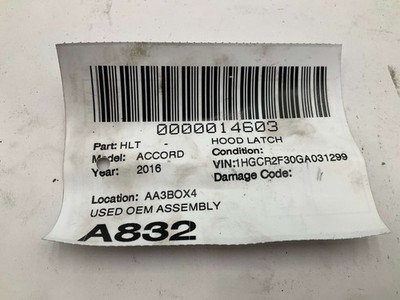 0000014603
Part: HLT HOOD LATCH
Model: ACCORD Condition:
Year: 2016 VIN:1HGCR2F30GA031299
Damage Code:
Location: AA3BOX4
USED OEM ASSEMBLY
A832